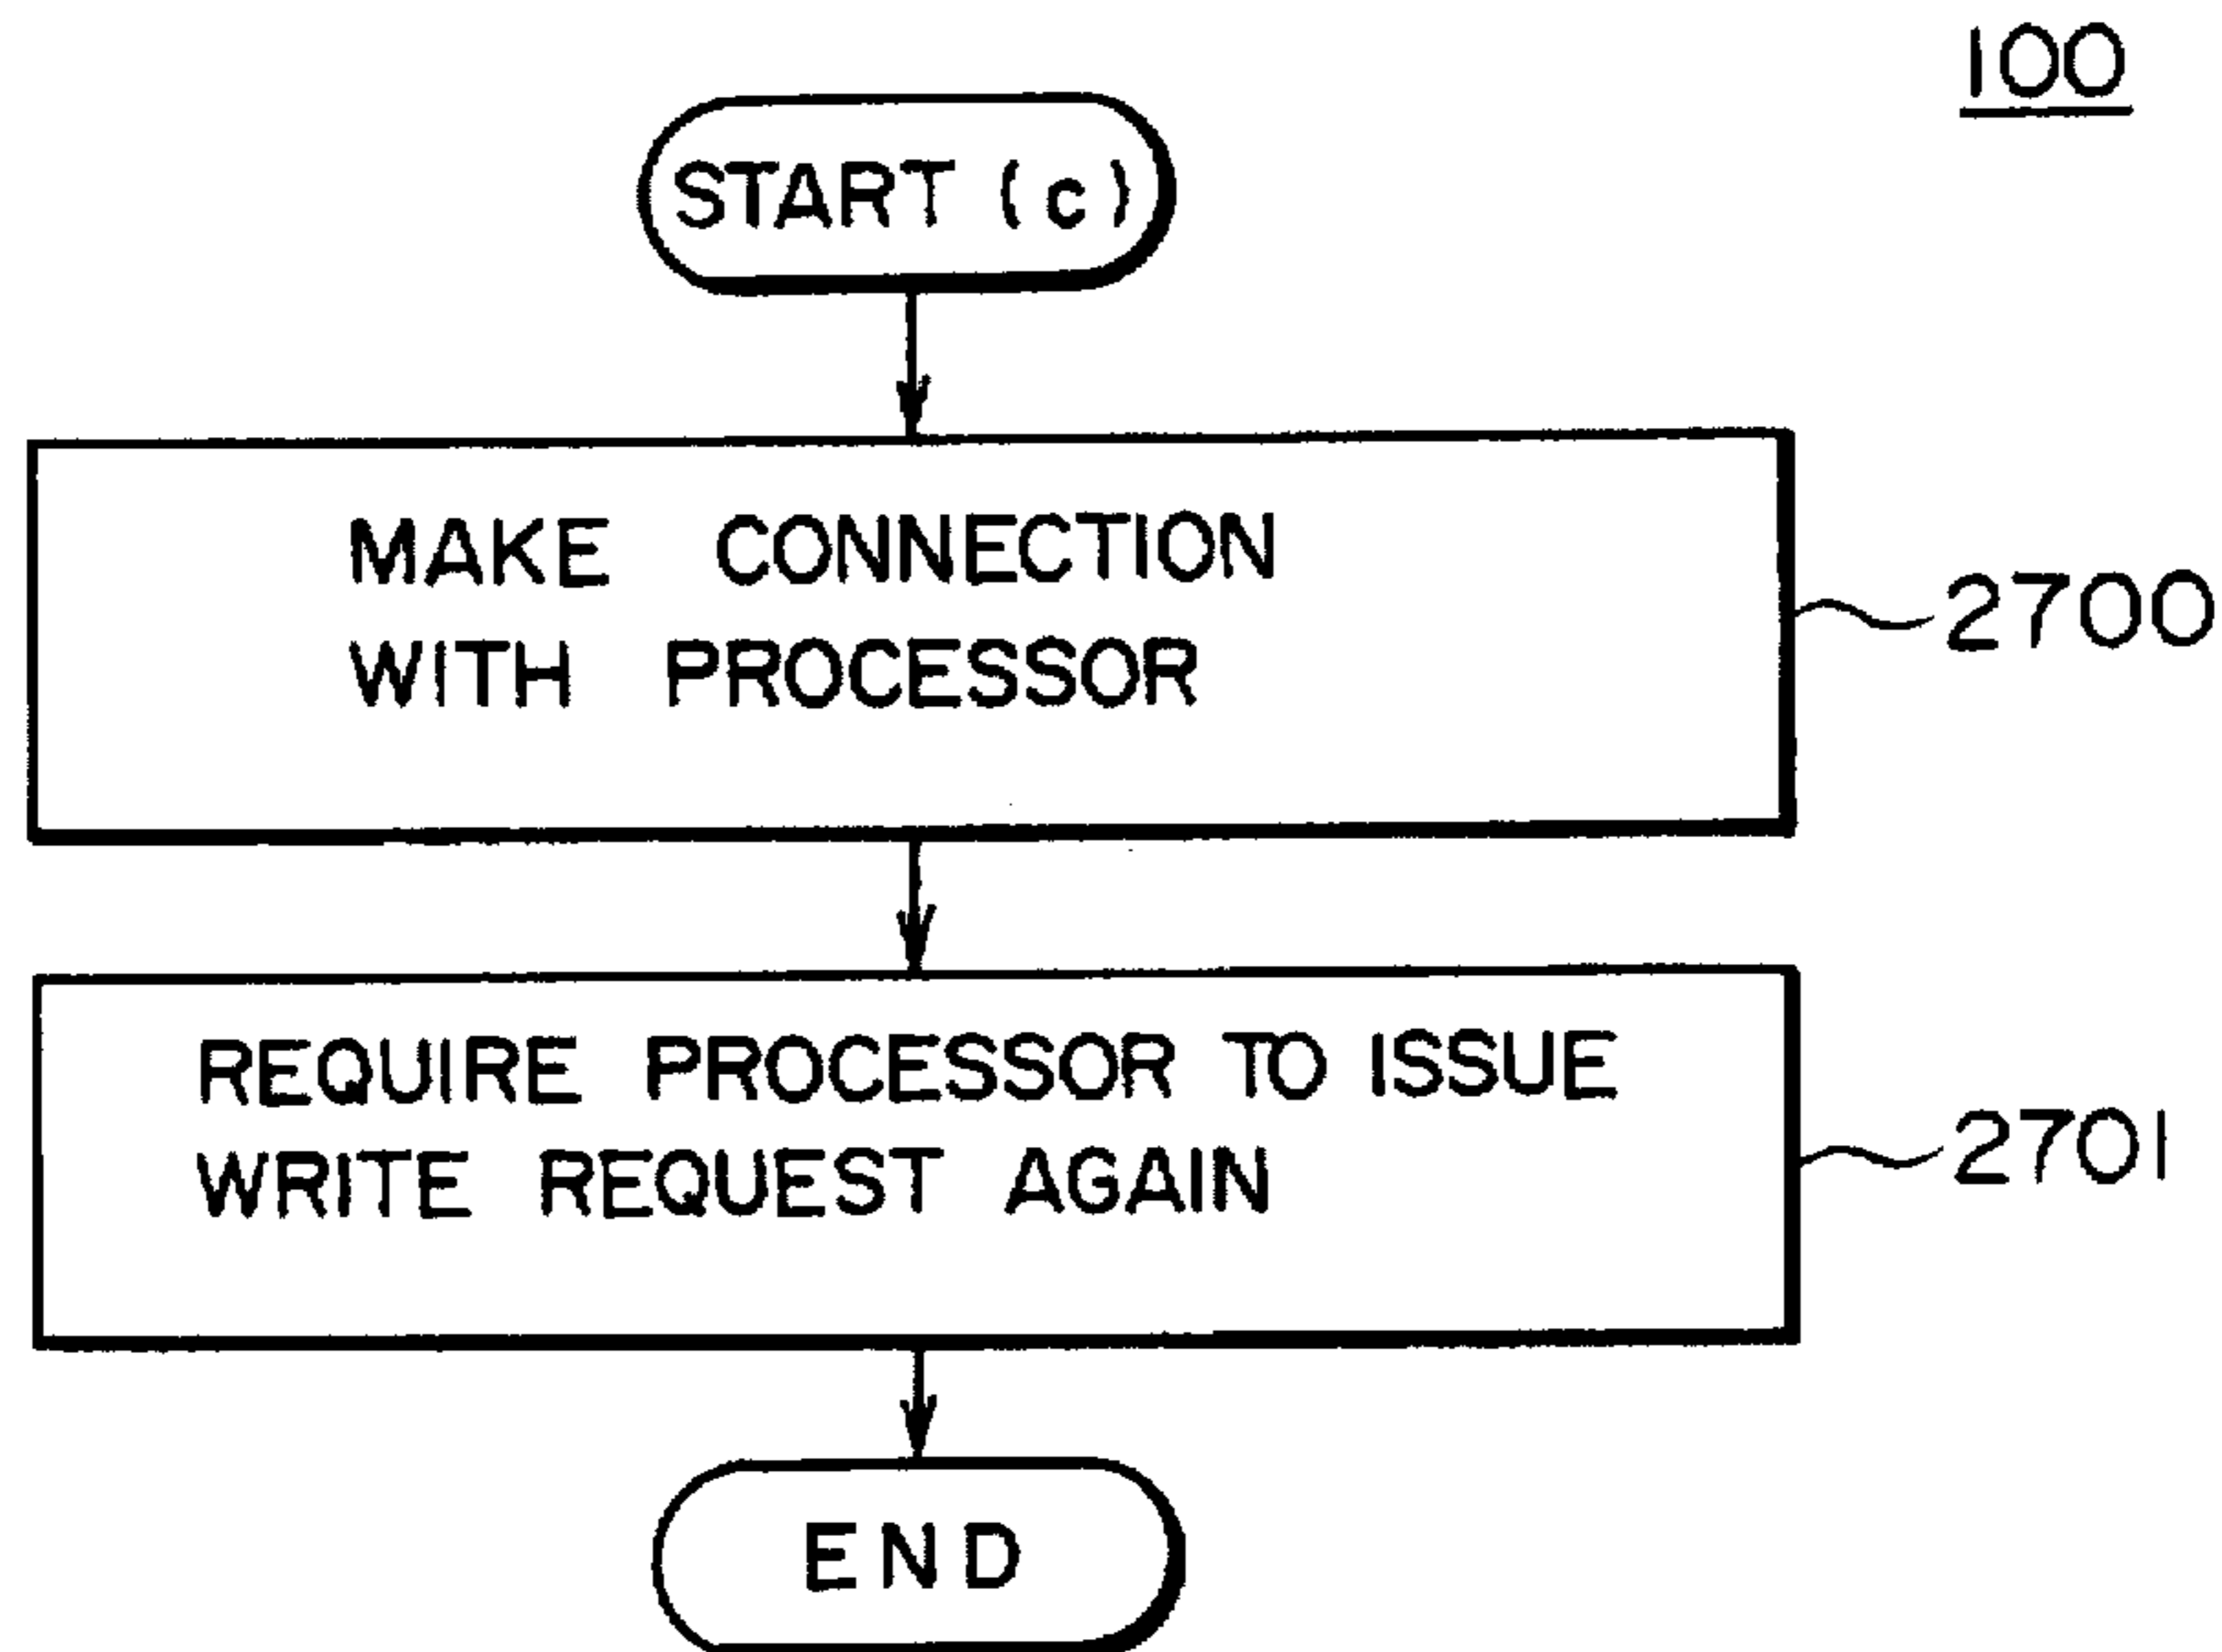 100
START (c)
MAKE CONNECTION
WITH PROCESSOR
2700
REQUIRE PROCESSOR TO ISSUE
WRITE REQUEST AGAIN
2701
END